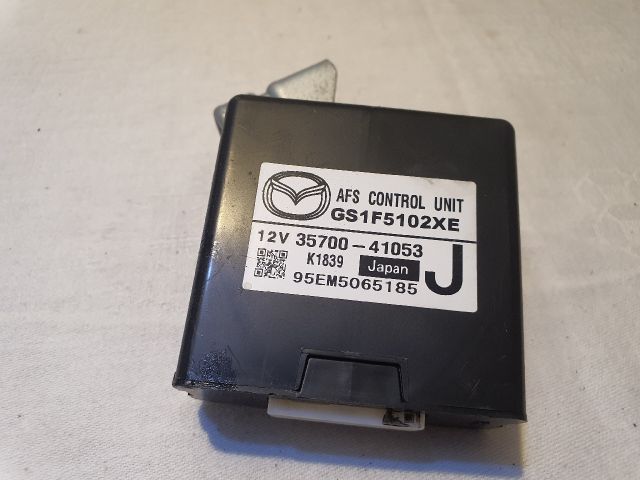 AFS CONTROL UNIT
GS1F5102XE
12V 35700-41053
K1839 Japan J
95EM5065185